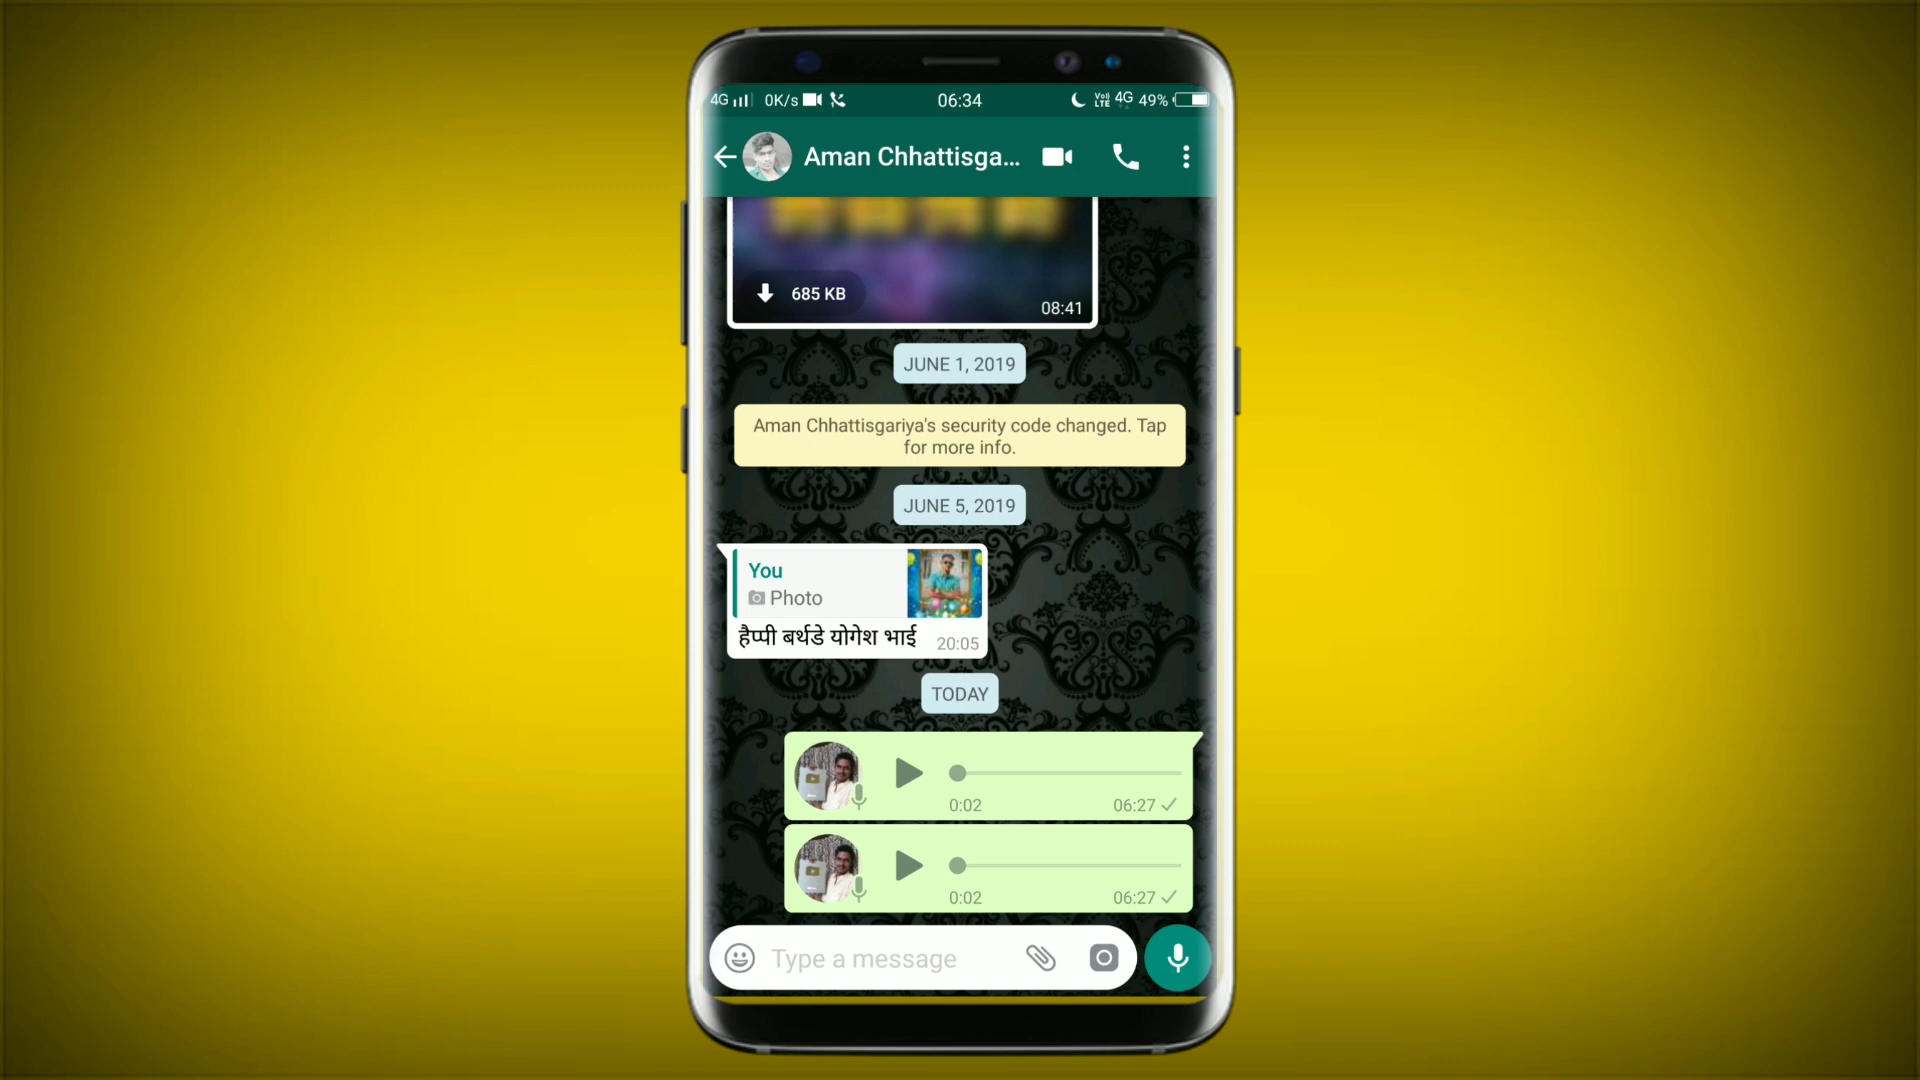 4G 0K/s 06:34 Vo)) LTE 4G 49%
Aman Chhattisga...
685 KB
08:41
JUNE 1, 2019
Aman Chhattisgariya's security code changed. Tap
for more info.
JUNE 5, 2019
You
Photo
हैप्पी बर्थडे योगेश भाई 20:05
TODAY
0:02 06:27
0:02 06:27
Type a message